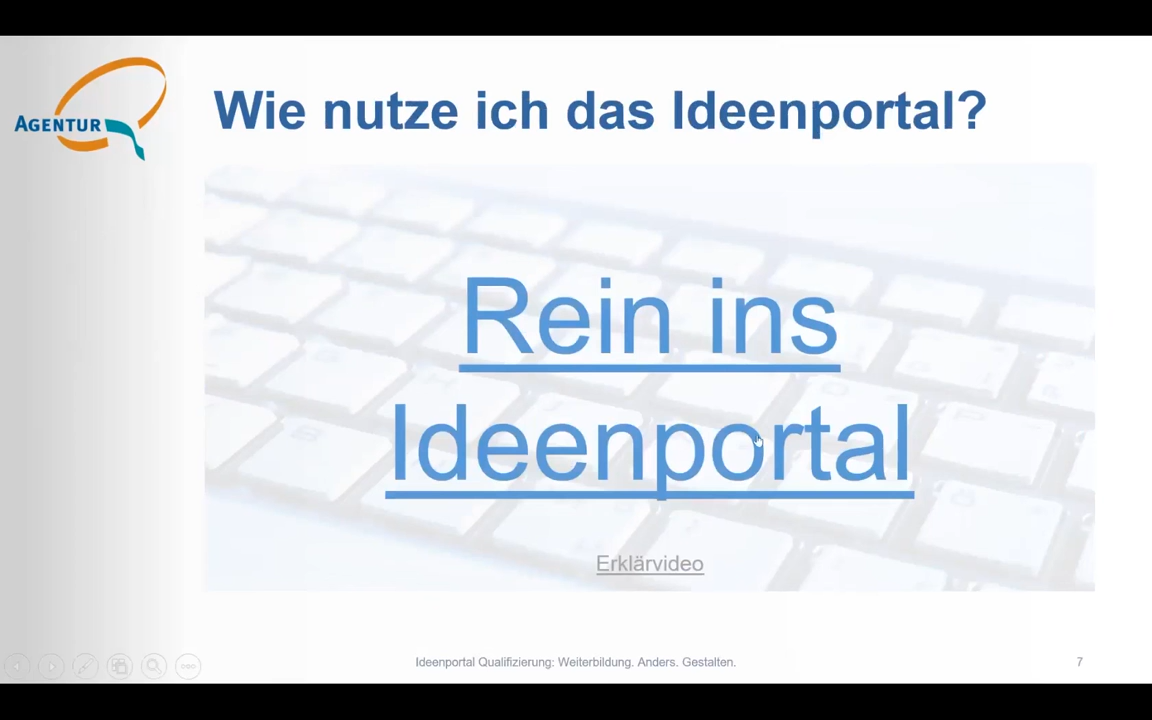 AGENTUR
Wie nutze ich das Ideenportal?
Rein ins
Ideenportal
Erklärvideo
Ideenportal Qualifizierung: Weiterbildung. Anders. Gestalten.
7